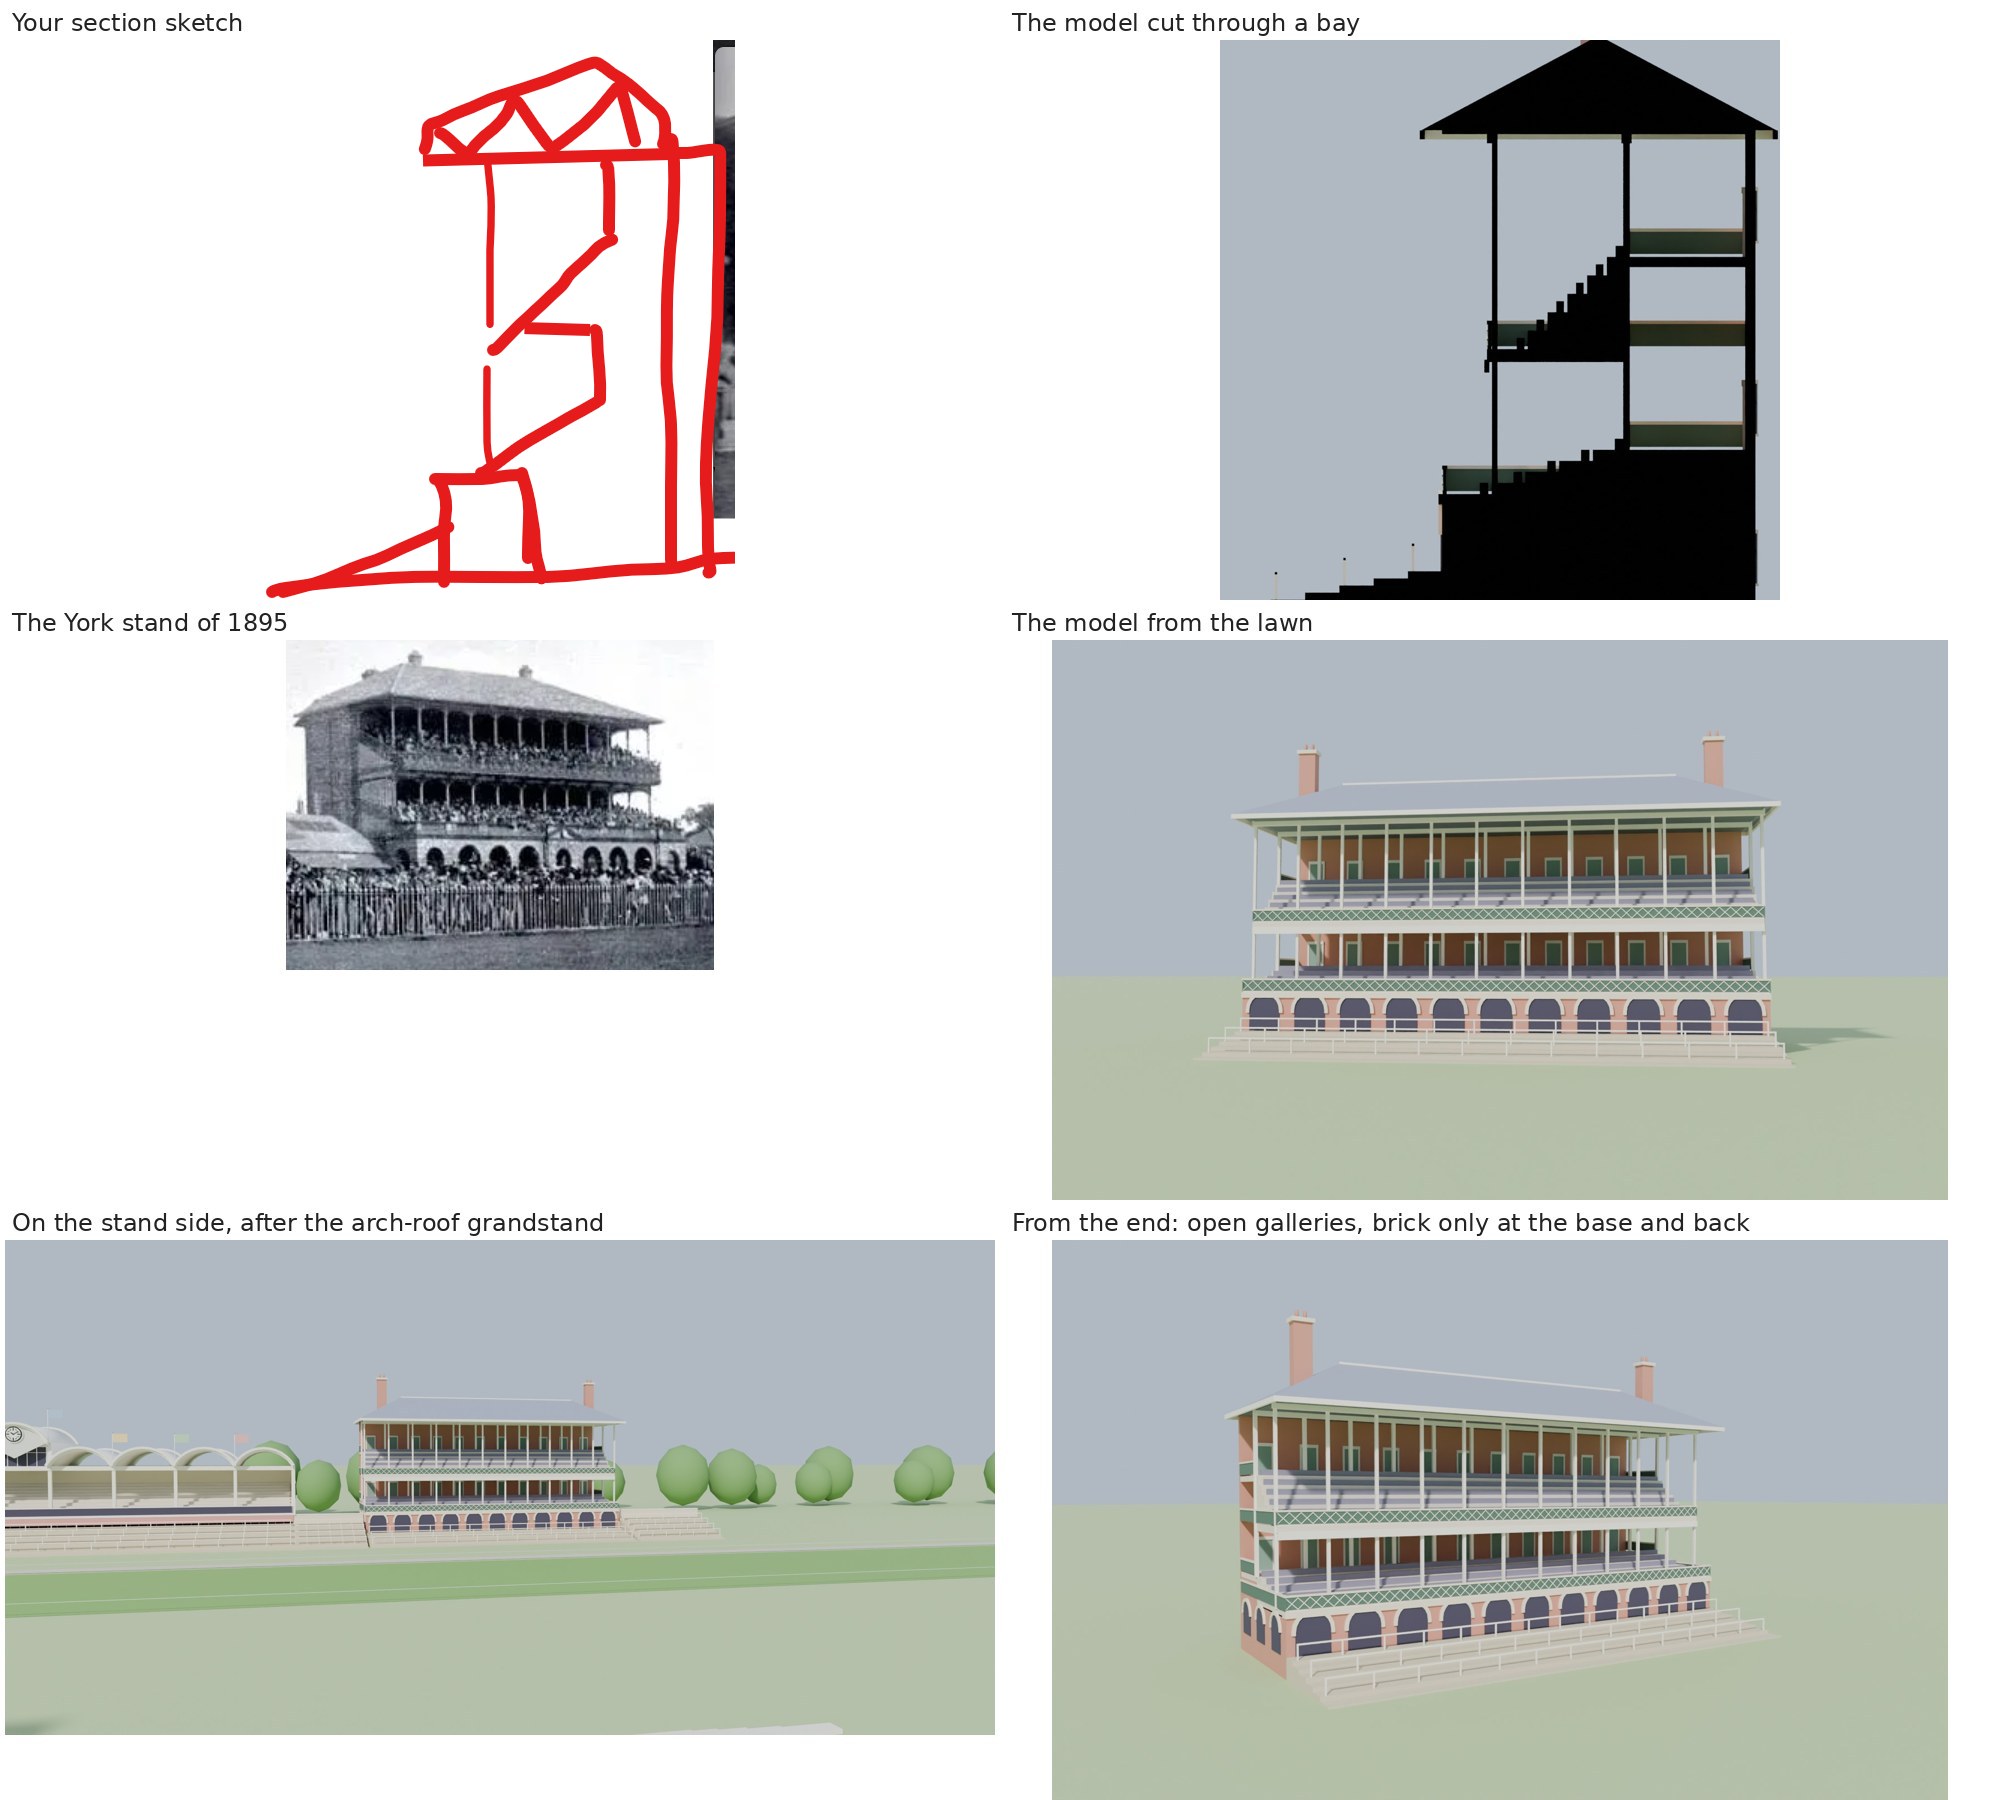 Your section sketch
The model cut through a bay
The York stand of 1895
The model from the lawn
On the stand side, after the arch-roof grandstand
From the end: open galleries, brick only at the base and back